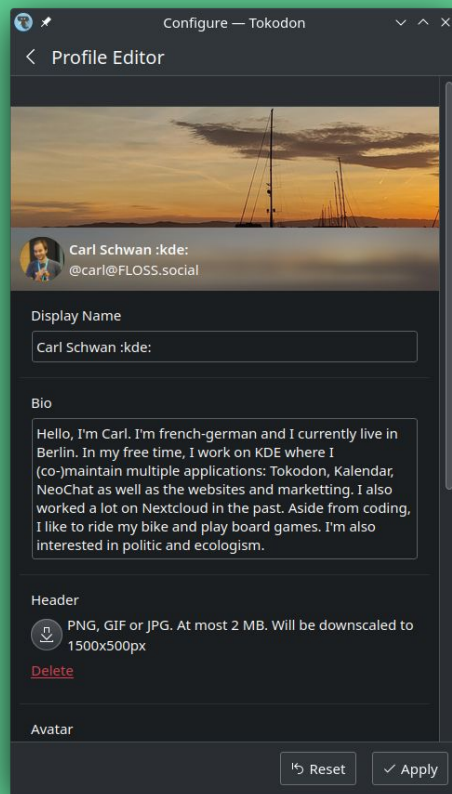 Configure — Tokodon
Profile Editor
Carl Schwan :kde:
@carl@FLOSS.social
Display Name
Carl Schwan :kde:
Bio
Hello, I'm Carl. I'm french-german and I currently live in
Berlin. In my free time, I work on KDE where I
(co-)maintain multiple applications: Tokodon, Kalendar,
NeoChat as well as the websites and marketting. I also
worked a lot on Nextcloud in the past. Aside from coding,
I like to ride my bike and play board games. I'm also
interested in politic and ecologism.
Header
PNG, GIF or JPG. At most 2 MB. Will be downscaled to
1500x500px
Delete
Avatar
Reset
Apply